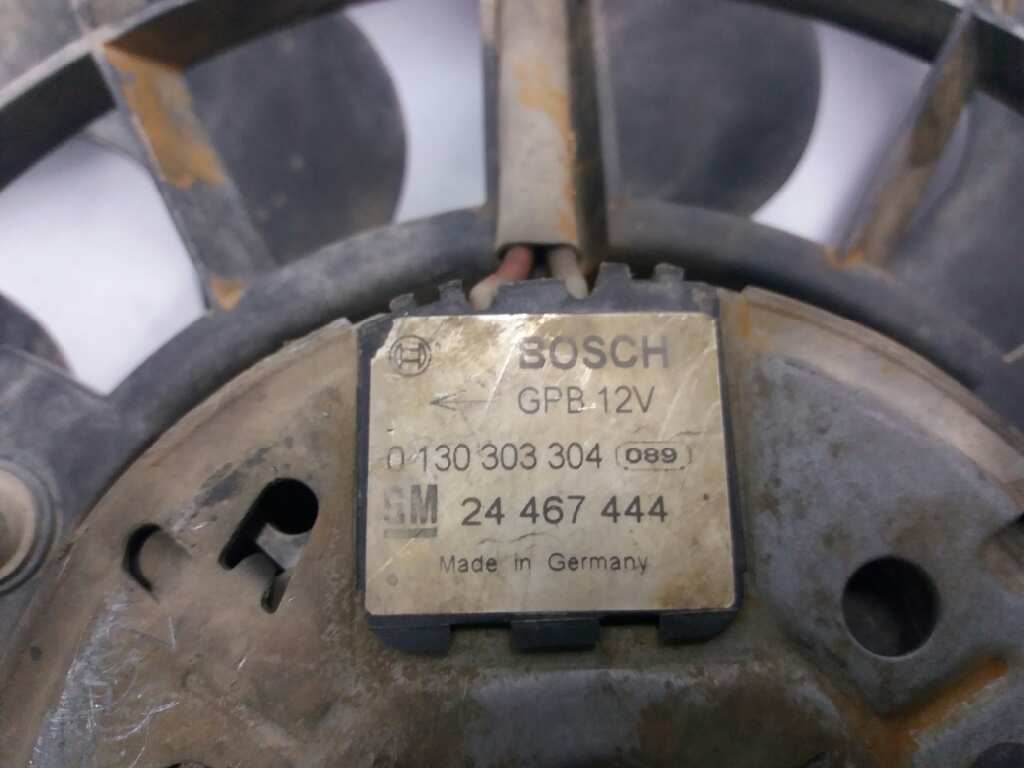 BOSCH
GPB 12V
0 130 303 304 089
GM 24 467 444
Made in Germany